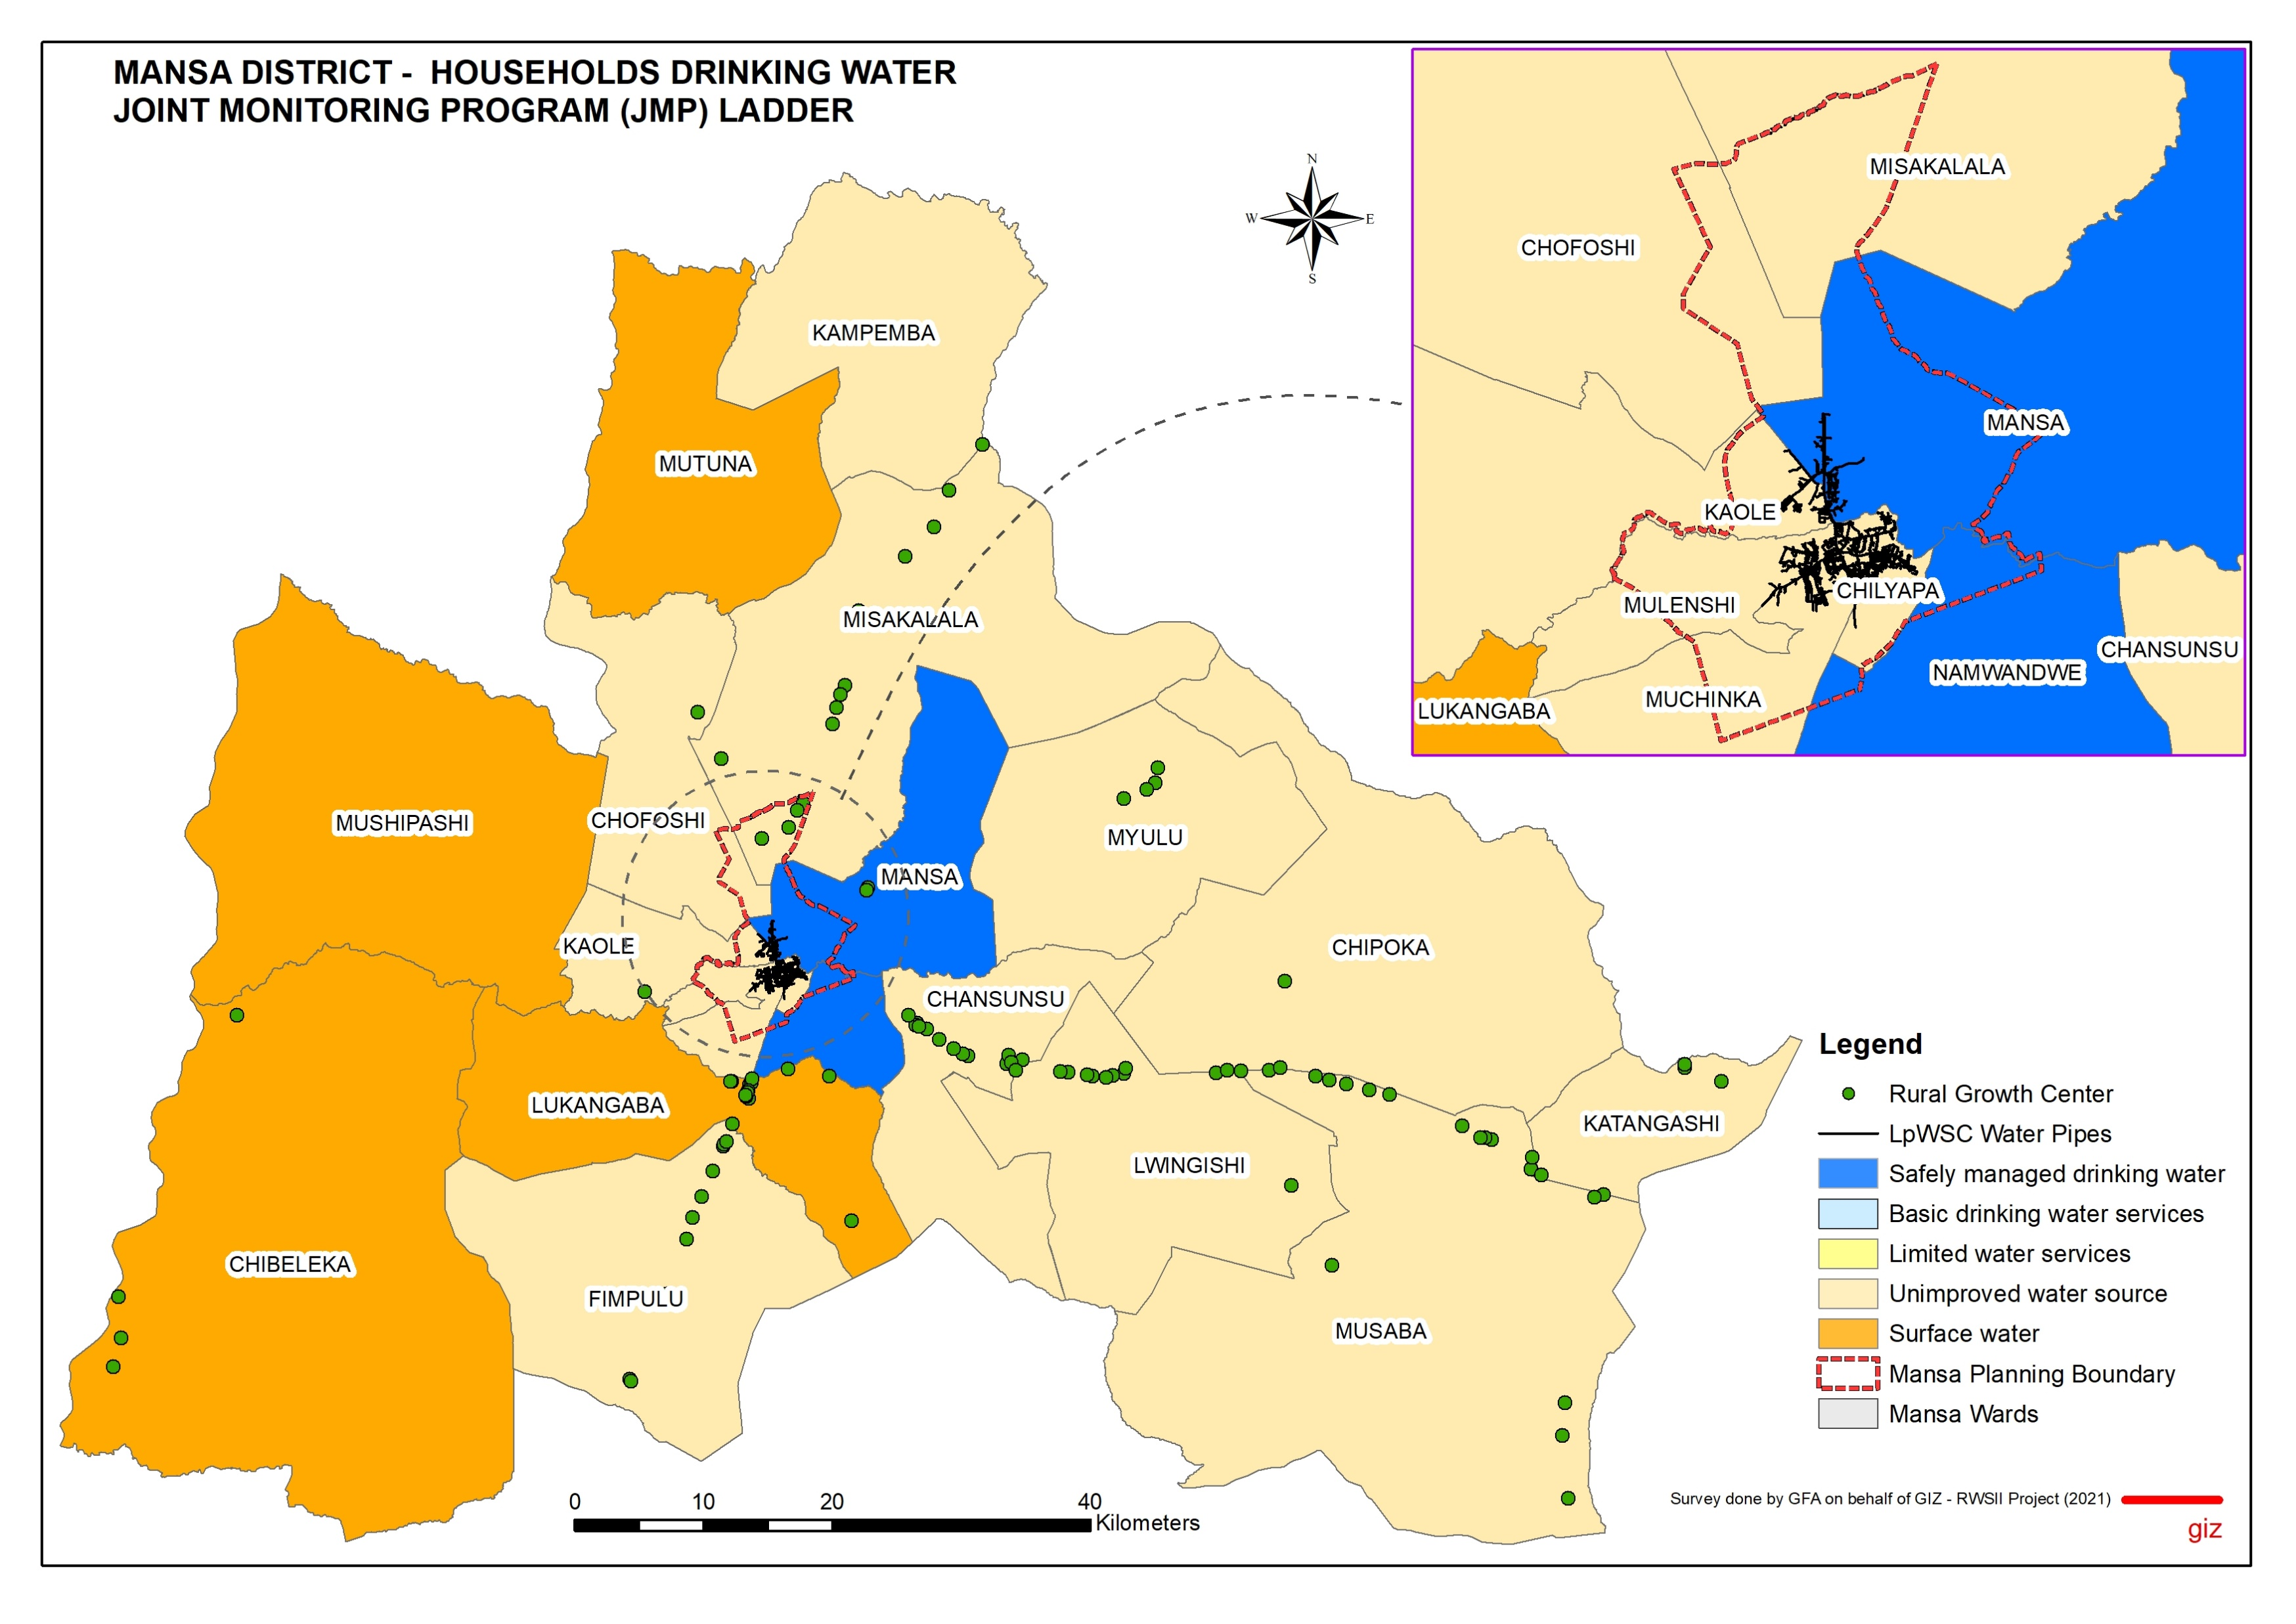 MANSA DISTRICT - HOUSEHOLDS DRINKING WATER
JOINT MONITORING PROGRAM (JMP) LADDER
N
W
E
S
KAMPEMBA
MUTUNA
MISAKALALA
MUSHIPASHI
CHOFOSHI
MYULU
MANSA
KAOLE
CHIPOKA
CHANSUNSU
LUKANGABA
KATANGASHI
LWINGISHI
CHIBELEKA
FIMPULU
MUSABA
MISAKALALA
CHOFOSHI
MANSA
KAOLE
CHILYAPA
MULENSHI
CHANSUNSU
NAMWANDWE
MUCHINKA
LUKANGABA
Legend
Rural Growth Center
LpWSC Water Pipes
Safely managed drinking water
Basic drinking water services
Limited water services
Unimproved water source
Surface water
Mansa Planning Boundary
Mansa Wards
0 10 20 40
Kilometers
Survey done by GFA on behalf of GIZ - RWSII Project (2021)
giz